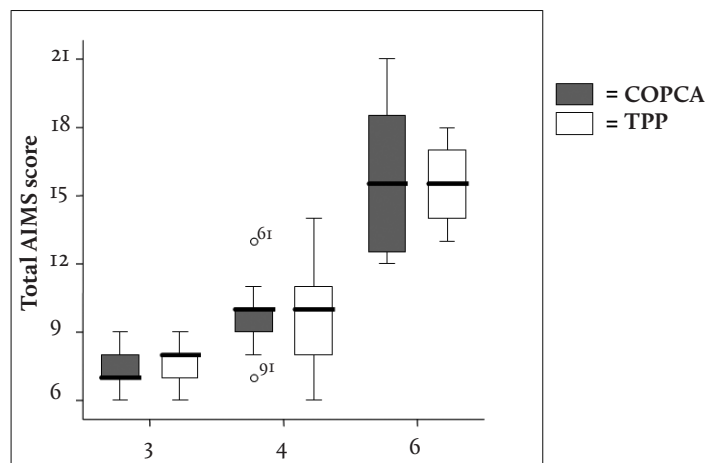 Total AIMS score
21
18
15
12
9
6
61
91
3 4 6
= COPCA
= TPP